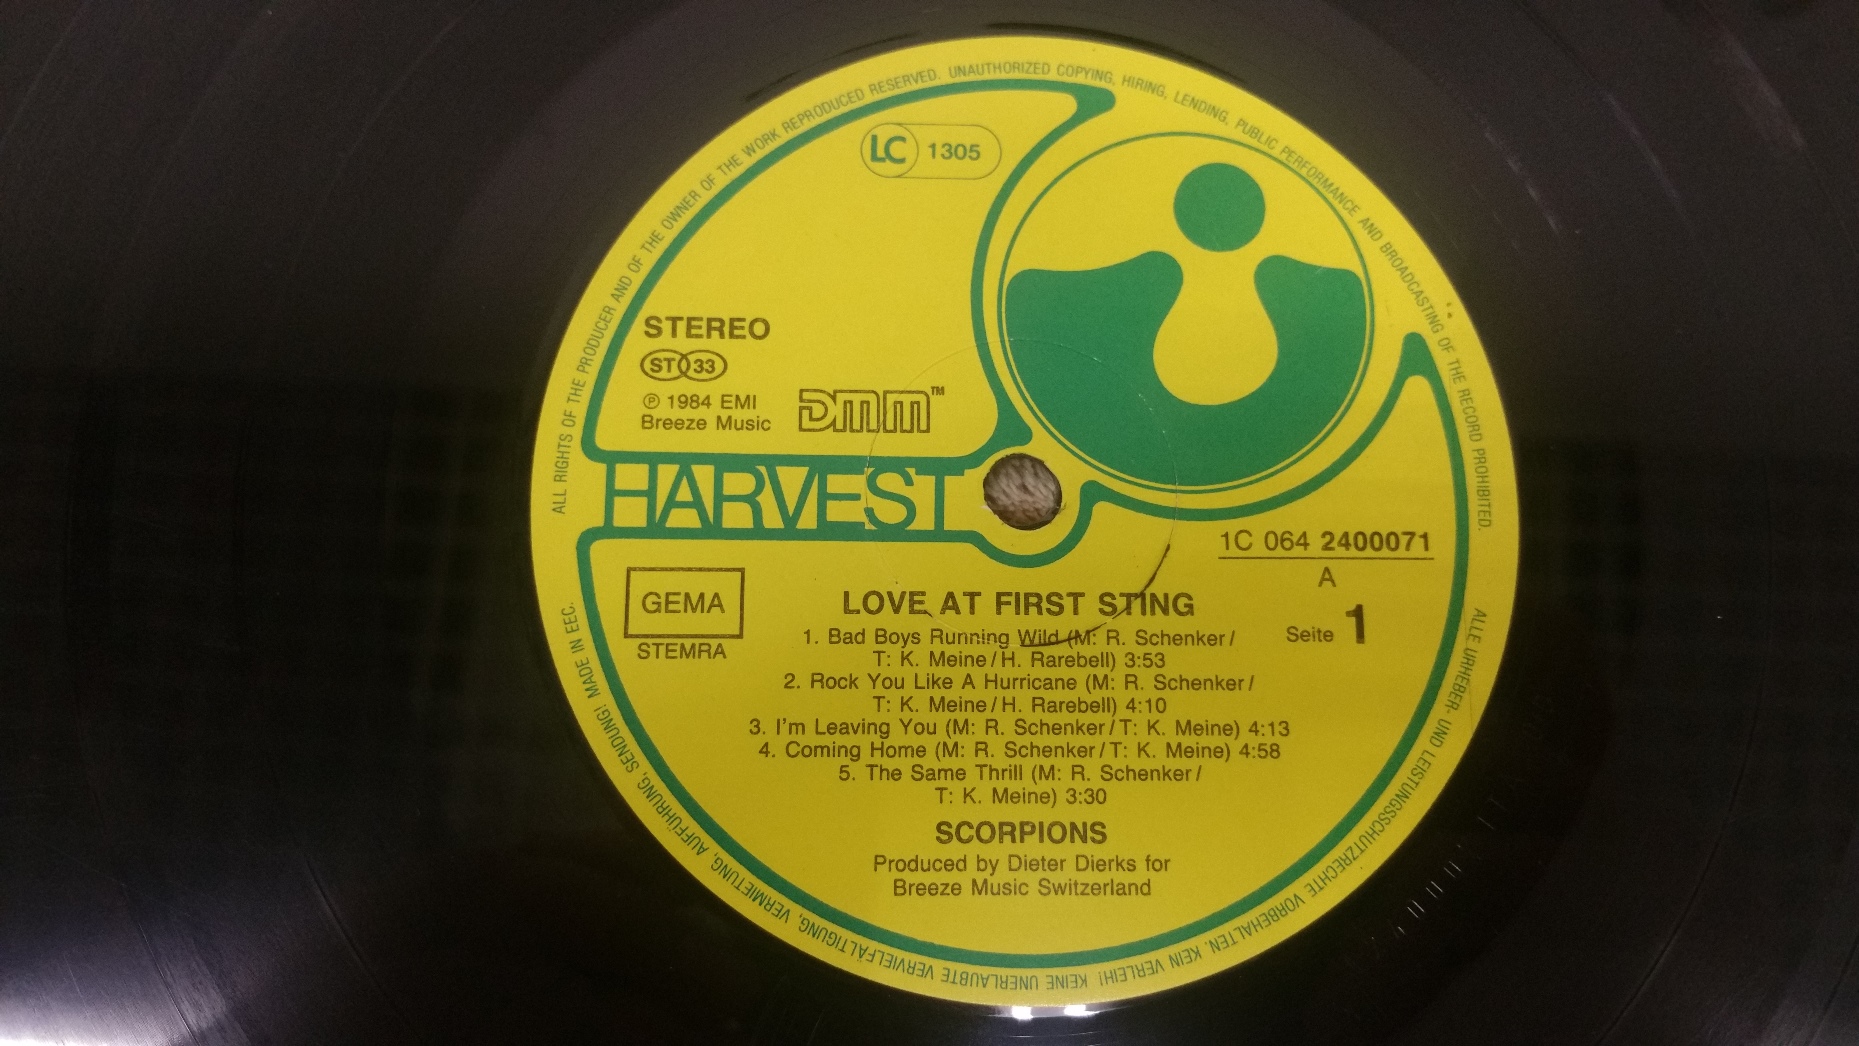 ALL RIGHTS OF THE PRODUCER AND OF THE OWNER OF THE WORK REPRODUCED RESERVED. UNAUTHORIZED COPYING, HIRING, LENDING, PUBLIC PERFORMANCE AND BROADCASTING OF THE RECORD PROHIBITED.
LC 1305
STEREO
ST 33
℗ 1984 EMI
Breeze Music
DMM™
HARVEST
1C 064 2400071
A
Seite 1
GEMA
STEMRA
LOVE AT FIRST STING
1. Bad Boys Running Wild (M: R. Schenker/
T: K. Meine/H. Rarebell) 3:53
2. Rock You Like A Hurricane (M: R. Schenker/
T: K. Meine/H. Rarebell) 4:10
3. I'm Leaving You (M: R. Schenker/T: K. Meine) 4:13
4. Coming Home (M: R. Schenker/T: K. Meine) 4:58
5. The Same Thrill (M: R. Schenker/
T: K. Meine) 3:30
SCORPIONS
Produced by Dieter Dierks for
Breeze Music Switzerland
ALLE URHEBER- UND LEISTUNGSSCHUTZRECHTE VORBEHALTEN. KEIN VERLEIH! KEINE UNERLAUBTE VERVIELFÄLTIGUNG, VERMIETUNG, AUFFÜHRUNG, SENDUNG! MADE IN EEC.